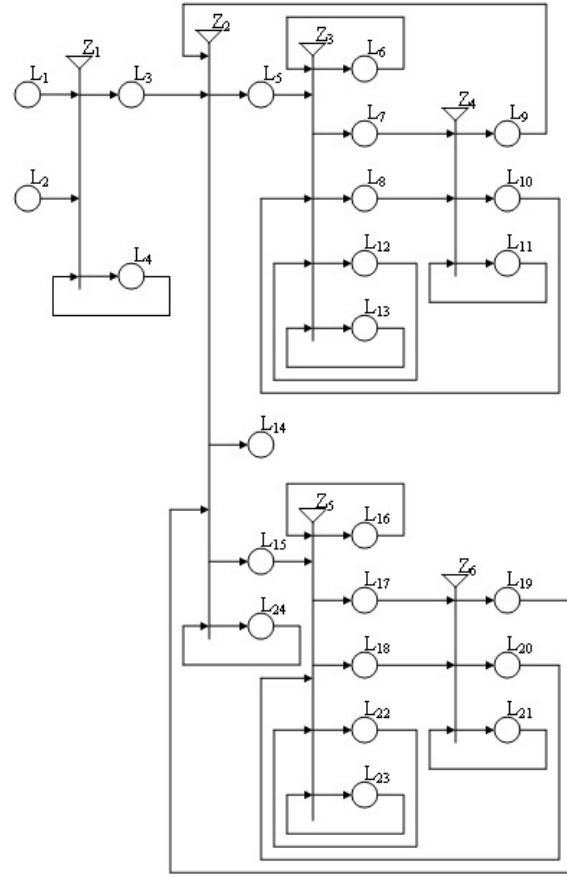 Z₂
Z₁
Z₃
L₆
L₁
L₃
L₅
L₇
Z₄
L₉
L₂
L₈
L₁₀
L₄
L₁₂
L₁₁
L₁₃
L₁₄
Z₅
L₁₆
L₁₅
L₁₇
Z₆
L₁₉
L₂₄
L₁₈
L₂₀
L₂₂
L₂₁
L₂₃